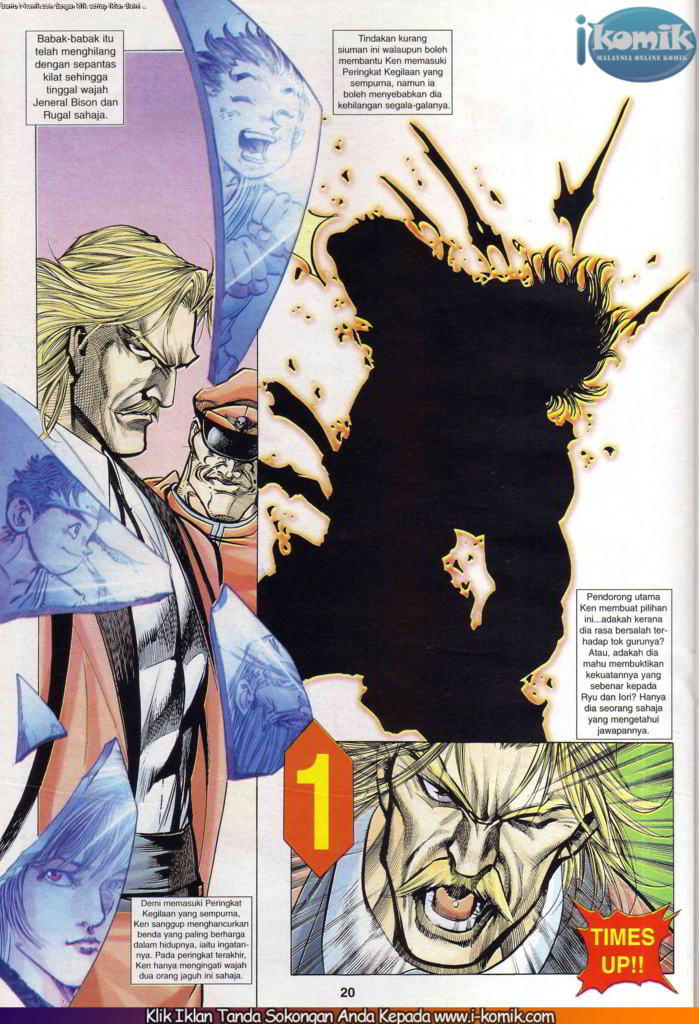 Babak-babak itu
telah menghilang
dengan sepantas
kilat sehingga
tinggal wajah
Jeneral Bison dan
Rugal sahaja.
Tindakan kurang
siuman ini walaupun boleh
membantu Ken memasuki
Peringkat Kegilaan yang
sempurna, namun ia
boleh menyebabkan dia
kehilangan segala-galanya.
ikomik
MALAYSIA ONLINE KOMIK
Pendorong utama
Ken membuat pilihan
ini...adakah kerana
dia rasa bersalah ter-
hadap tok gurunya?
Atau, adakah dia
mahu membuktikan
kekuatannya yang
sebenar kepada
Ryu dan Iori? Hanya
dia seorang sahaja
yang mengetahui
jawapannya.
1
Demi memasuki Peringkat
Kegilaan yang sempurna,
Ken sanggup menghancurkan
benda yang paling berharga
dalam hidupnya, iaitu ingatan-
nya. Pada peringkat terakhir,
Ken hanya mengingati wajah
dua orang jaguh ini sahaja.
TIMES
UP!!
20
Klik Iklan Tanda Sokongan Anda Kepada www.i-komik.com